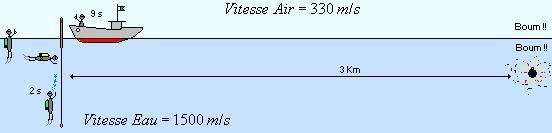 9 s
Vitesse Air = 330 m/s
Boum !!
Boum !!
3 Km
2 s
Vitesse Eau = 1500 m/s